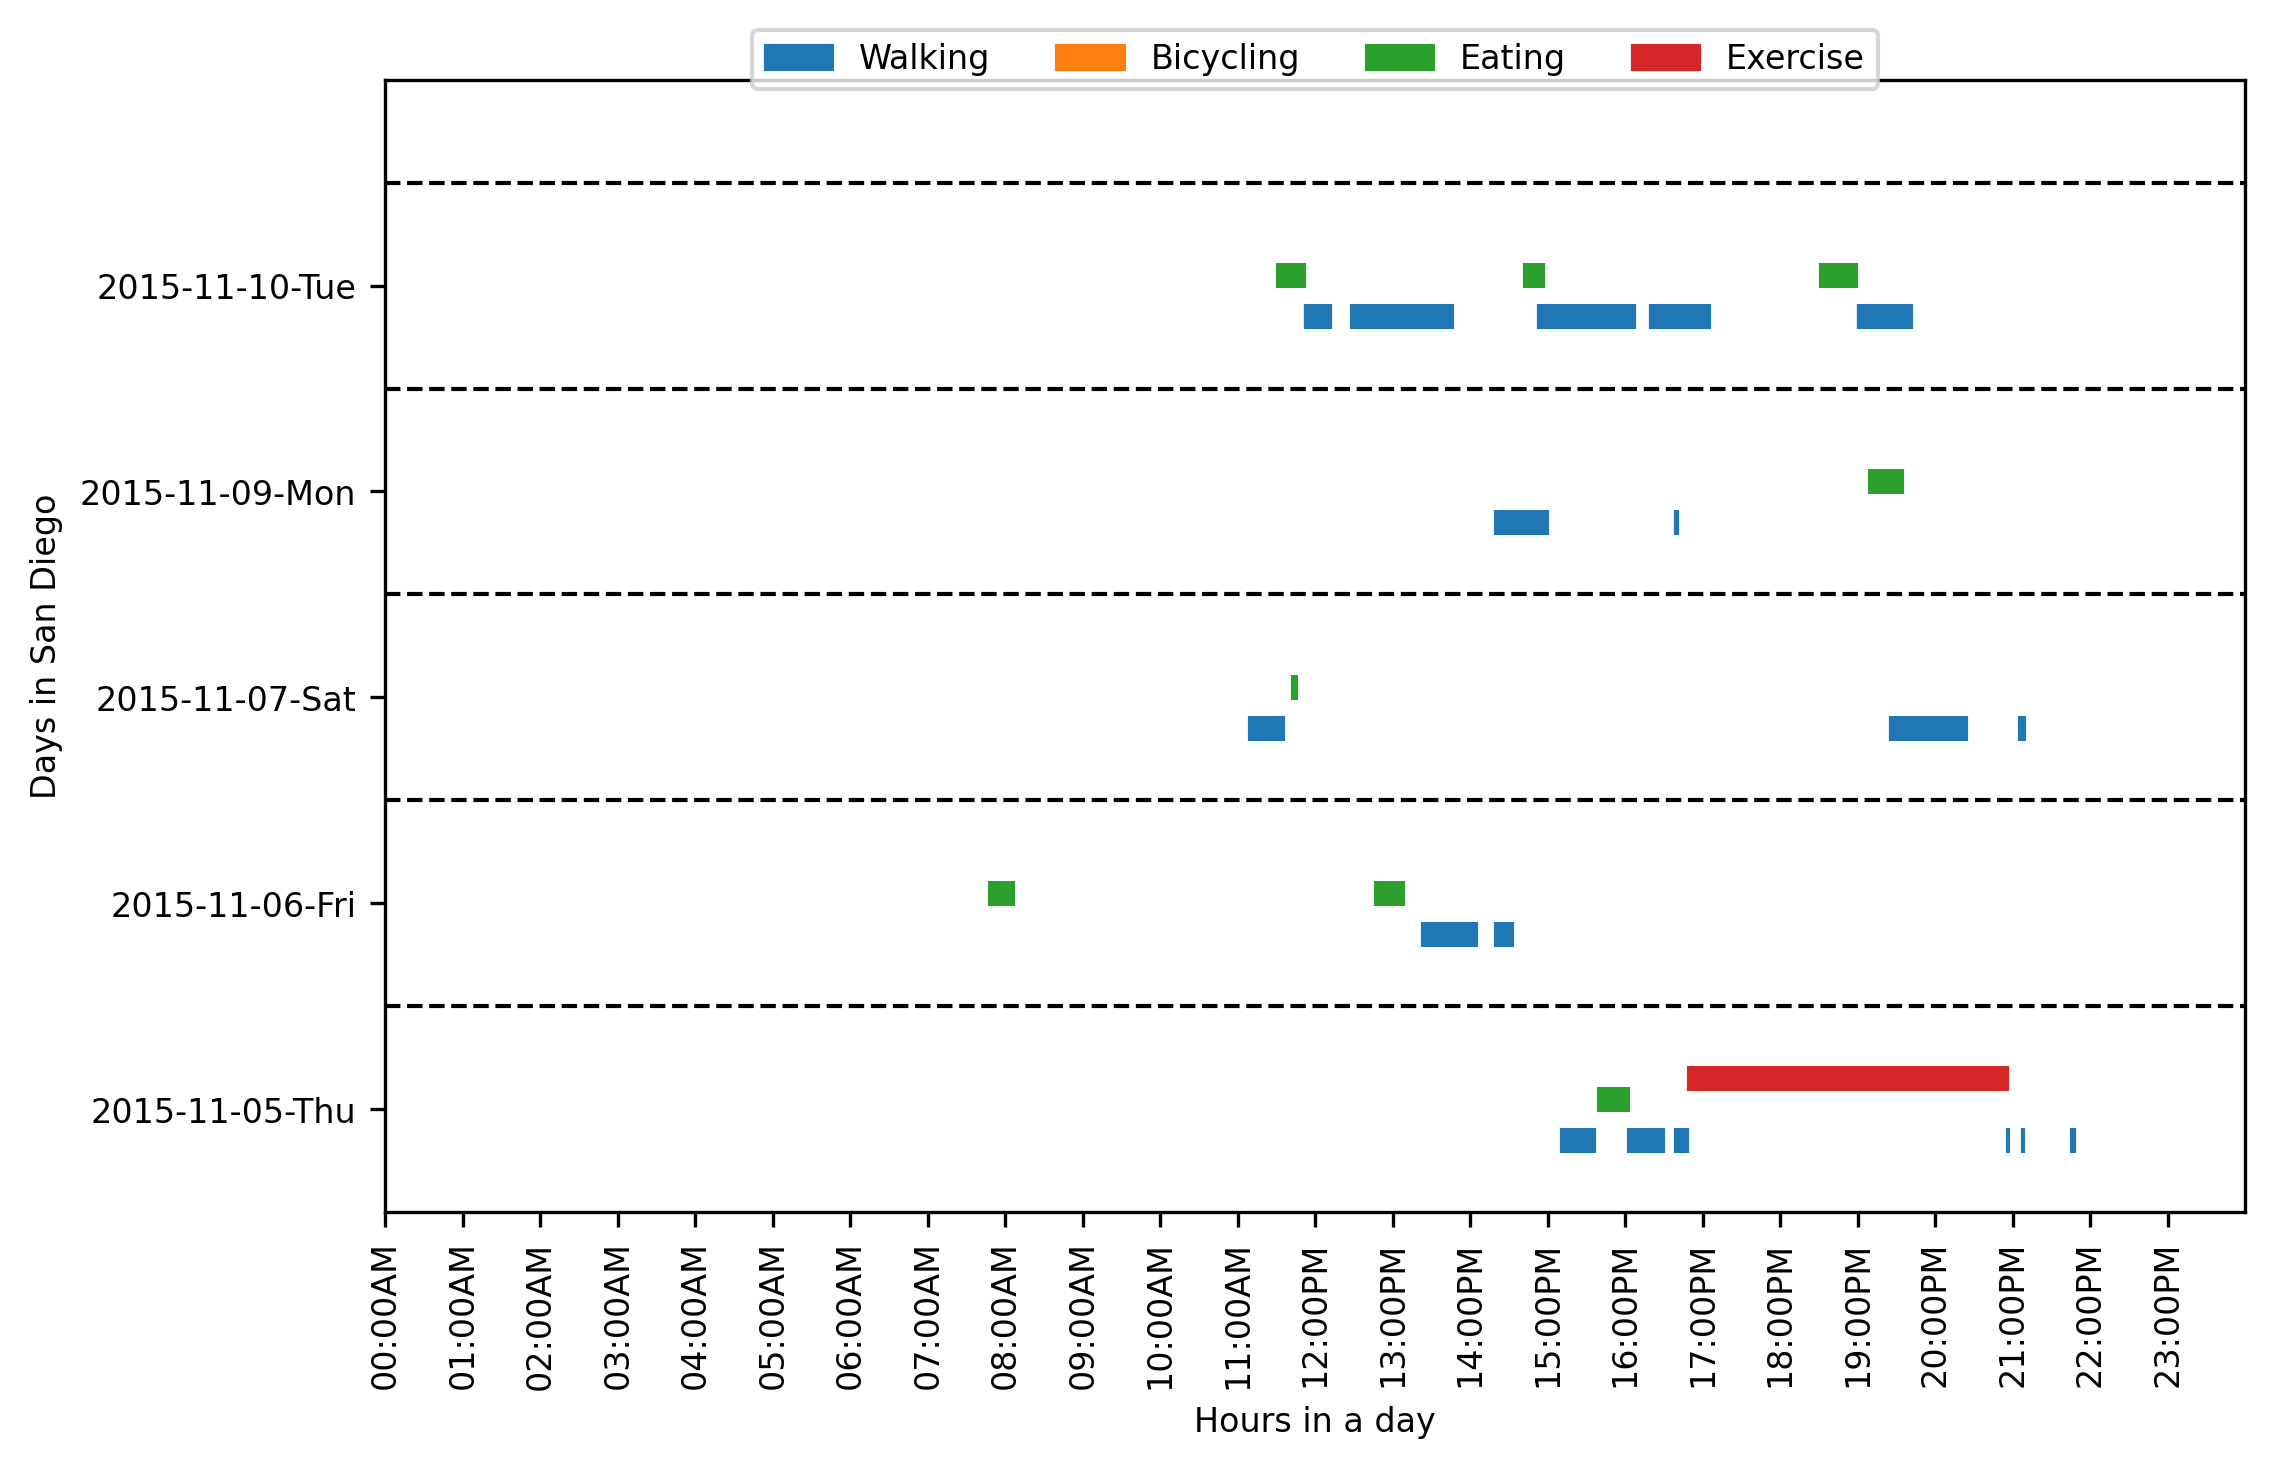 Walking Bicycling Eating Exercise
2015-11-10-Tue
2015-11-09-Mon
2015-11-07-Sat
2015-11-06-Fri
2015-11-05-Thu
Days in San Diego
00:00AM
01:00AM
02:00AM
03:00AM
04:00AM
05:00AM
06:00AM
07:00AM
08:00AM
09:00AM
10:00AM
11:00AM
12:00PM
13:00PM
14:00PM
15:00PM
16:00PM
17:00PM
18:00PM
19:00PM
20:00PM
21:00PM
22:00PM
23:00PM
Hours in a day